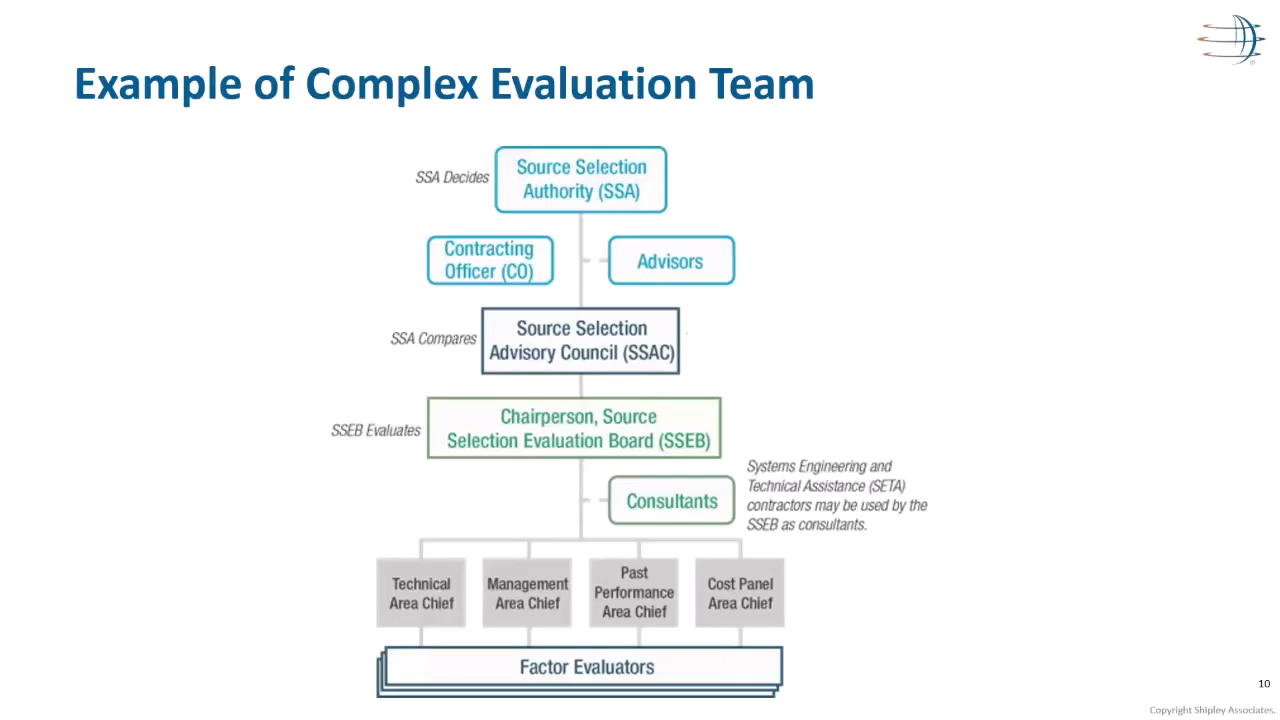 Example of Complex Evaluation Team
SSA Decides
Source Selection
Authority (SSA)
Contracting
Officer (CO)
Advisors
SSA Compares
Source Selection
Advisory Council (SSAC)
SSEB Evaluates
Chairperson, Source
Selection Evaluation Board (SSEB)
Consultants
Systems Engineering and
Technical Assistance (SETA)
contractors may be used by the
SSEB as consultants.
Technical
Area Chief
Management
Area Chief
Past
Performance
Area Chief
Cost Panel
Area Chief
Factor Evaluators
10
Copyright Shipley Associates.